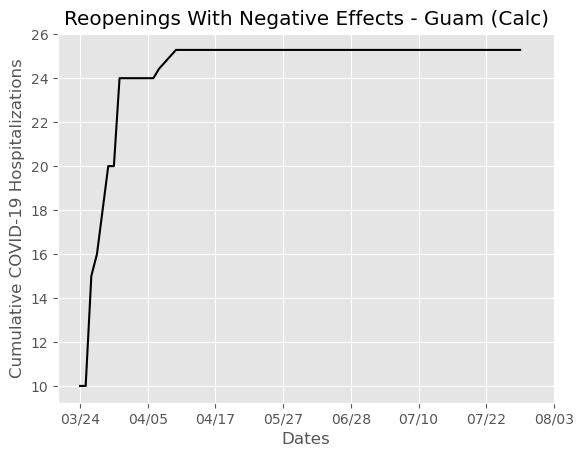 Reopenings With Negative Effects - Guam (Calc)
Cumulative COVID-19 Hospitalizations
26
24
22
20
18
16
14
12
10
03/24 04/05 04/17 05/27 06/28 07/10 07/22 08/03
Dates